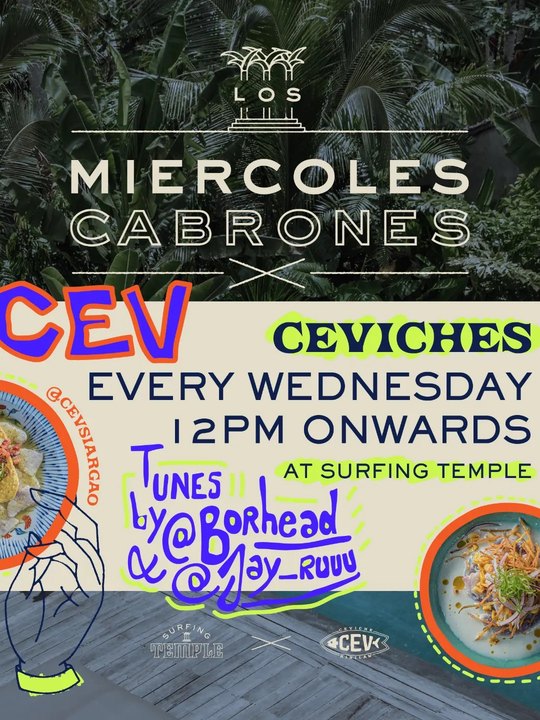 LOS
MIERCOLES
CABRONES
CEV
CEVICHES
EVERY WEDNESDAY
12PM ONWARDS
@CEVSIARGAO
AT SURFING TEMPLE
TUNES
by @Borhead
& @Jay_Ruuu
SURFING
TEMPLE
CEVICHE
CEV